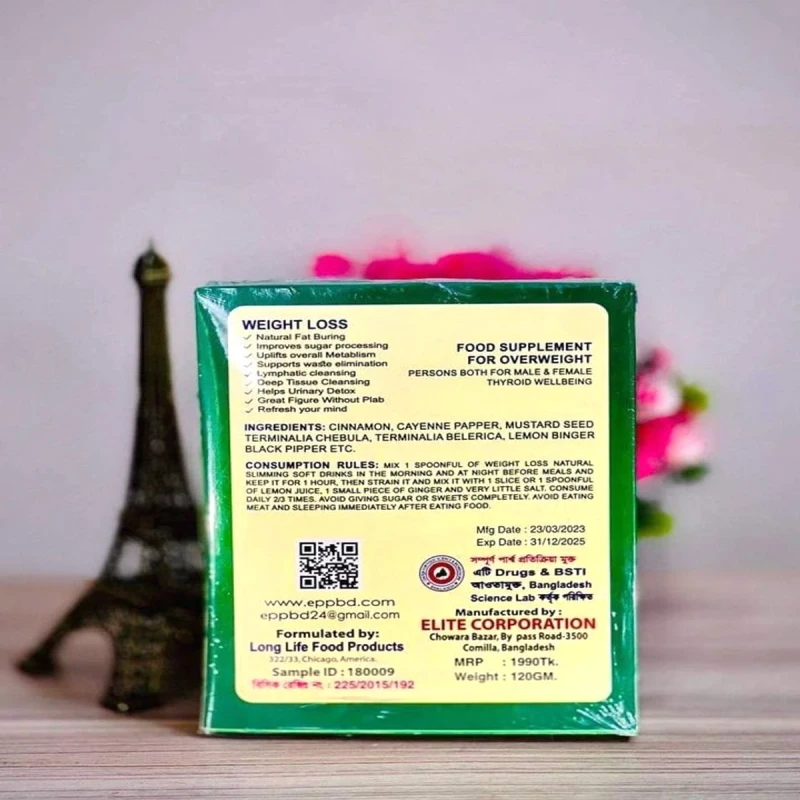 WEIGHT LOSS
✓ Natural Fat Buring
✓ Improves sugar processing
✓ Uplifts overall Metablism
✓ Supports waste elimination
✓ Lymphatic cleansing
✓ Deep Tissue Cleansing
✓ Helps Urinary Detox
✓ Great Figure Without Plab
✓ Refresh your mind
FOOD SUPPLEMENT
FOR OVERWEIGHT
PERSONS BOTH FOR MALE & FEMALE
THYROID WELLBEING
INGREDIENTS: CINNAMON, CAYENNE PAPPER, MUSTARD SEED
TERMINALIA CHEBULA, TERMINALIA BELERICA, LEMON BINGER
BLACK PIPPER ETC.
CONSUMPTION RULES: MIX 1 SPOONFUL OF WEIGHT LOSS NATURAL
SLIMMING SOFT DRINKS IN THE MORNING AND AT NIGHT BEFORE MEALS AND
KEEP IT FOR 1 HOUR, THEN STRAIN IT AND MIX IT WITH 1 SLICE OR 1 SPOONFUL
OF LEMON JUICE, 1 SMALL PIECE OF GINGER AND VERY LITTLE SALT. CONSUME
DAILY 2/3 TIMES. AVOID GIVING SUGAR OR SWEETS COMPLETELY. AVOID EATING
MEAT AND SLEEPING IMMEDIATELY AFTER EATING FOOD.
Mfg Date : 23/03/2023
Exp Date : 31/12/2025
সম্পূর্ণ পার্শ্ব প্রতিক্রিয়া মুক্ত
এটি Drugs & BSTI
আওতামুক্ত, Bangladesh
Science Lab কর্তৃক পরিক্ষিত
www.eppbd.com
eppbd24@gmail.com
Formulated by:
Long Life Food Products
322/33, Chicago, America.
Sample ID : 180009
নং : 225/2015/192
Manufactured by :
ELITE CORPORATION
Chowara Bazar, By pass Road-3500
Comilla, Bangladesh
MRP : 1990Tk.
Weight : 120GM.